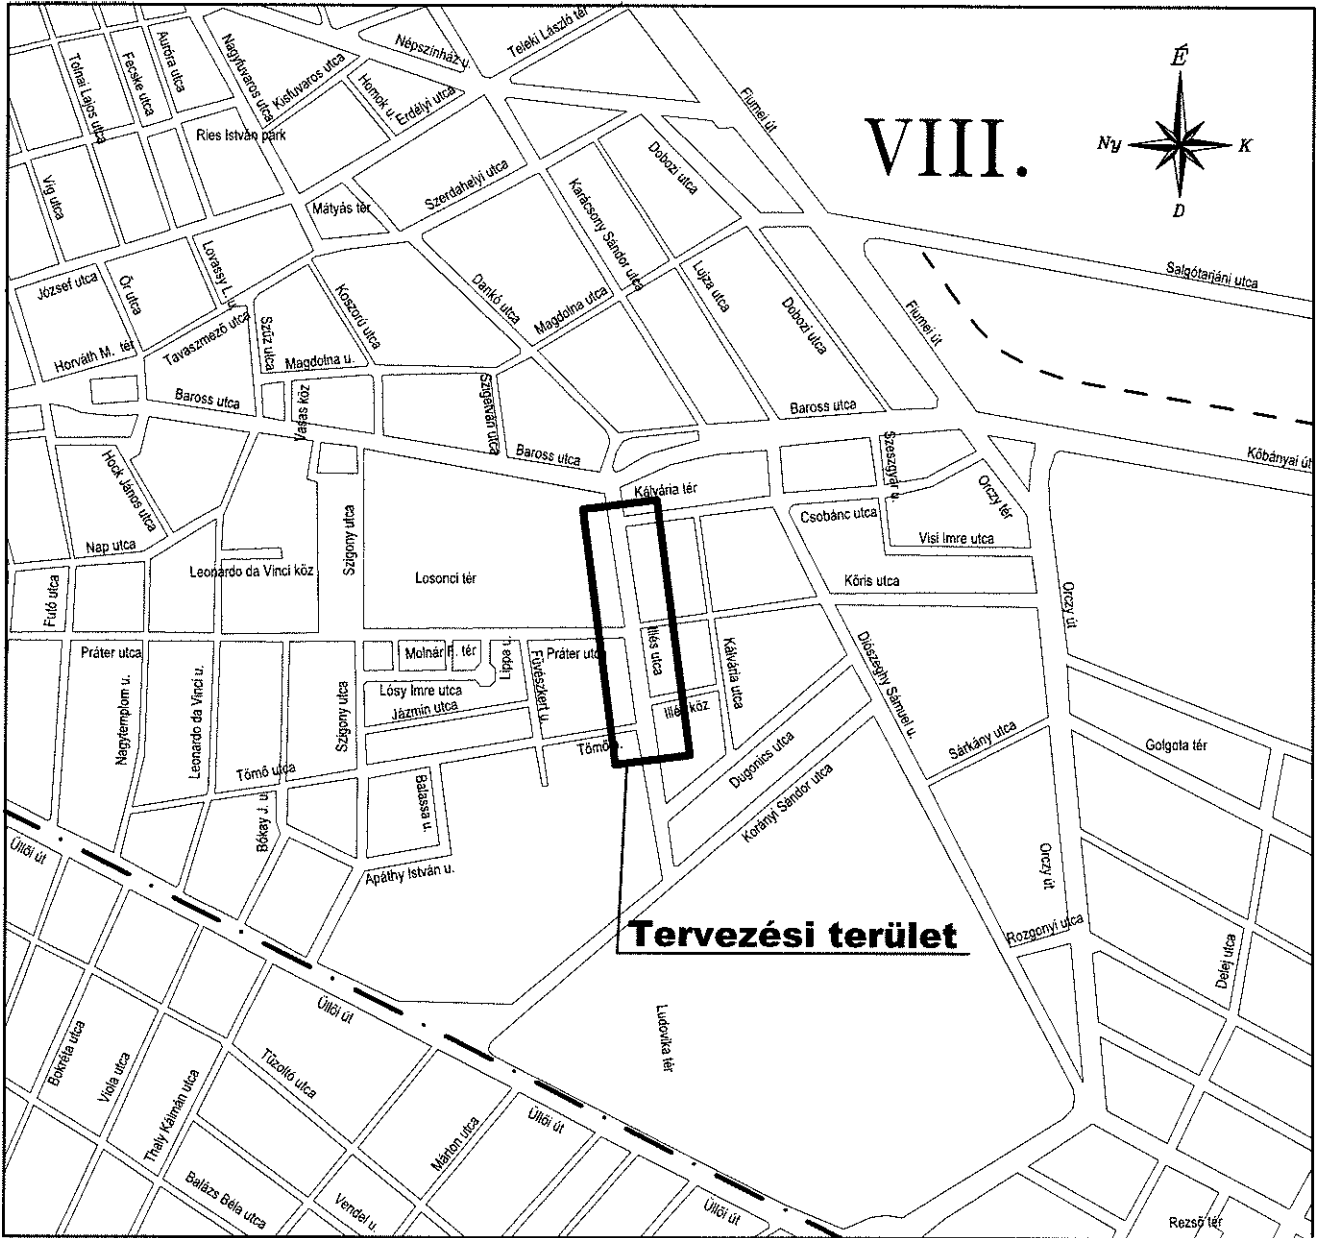 Népszínház u.
Teleki László tér
Tolnai Lajos utca
Fecske utca
Auróra utca
Nagyfuvaros utca
Kisfuvaros utca
Homok u.
Erdélyi utca
Fiumei út
VIII.
É
Ny
K
D
Ries István park
Víg utca
Mátyás tér
Szerdahelyi utca
Karácsony Sándor utca
Dobozi utca
József utca
Őr utca
Lovassy L. u.
Koszorú utca
Dankó utca
Magdolna utca
Lujza utca
Dobozi utca
Fiumei út
Salgótarjáni utca
Horváth M. tér
Tavaszmező utca
Szűz utca
Magdolna u.
Baross utca
Vasas köz
Szigetvári utca
Baross utca
Baross utca
Kőbányai út
Hock János utca
Kálvária tér
Szeszgyár u.
Orczy tér
Csobánc utca
Visi Imre utca
Nap utca
Leonardo da Vinci köz
Szigony utca
Losonci tér
Kőris utca
Orczy út
Futó utca
Práter utca
Molnár F. tér
Lippa u.
Füvészkert u.
Práter utc
Illés utca
Kálvária utca
Diószeghy Sámuel u.
Nagytemplom u.
Leonardo da Vinci u.
Szigony utca
Lósy Imre utca
Jázmin utca
Illés köz
Sárkány utca
Golgota tér
Tömő utca
Tömő u.
Dugonics utca
Korányi Sándor utca
Bókay J. u.
Balassa u.
Apáthy István u.
Üllői út
Orczy út
Tervezési terület
Rozgonyi utca
Delej utca
Üllői út
Ludovika tér
Bokréta utca
Viola utca
Thaly Kálmán utca
Tűzoltó utca
Márton utca
Üllői út
Balázs Béla utca
Vendel u.
Üllői út
Rezső tér